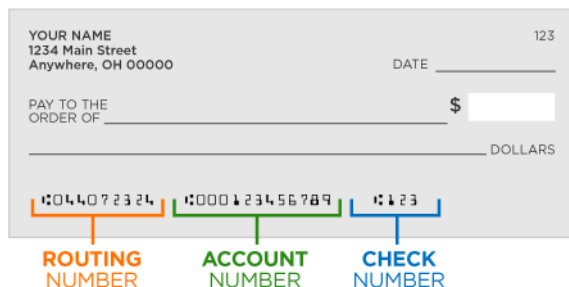 YOUR NAME 123
1234 Main Street
Anywhere, OH 00000
DATE
PAY TO THE
ORDER OF $
DOLLARS
⑆044072324 ⑆000123456789 ⑆123
ROUTING ACCOUNT CHECK
NUMBER NUMBER NUMBER